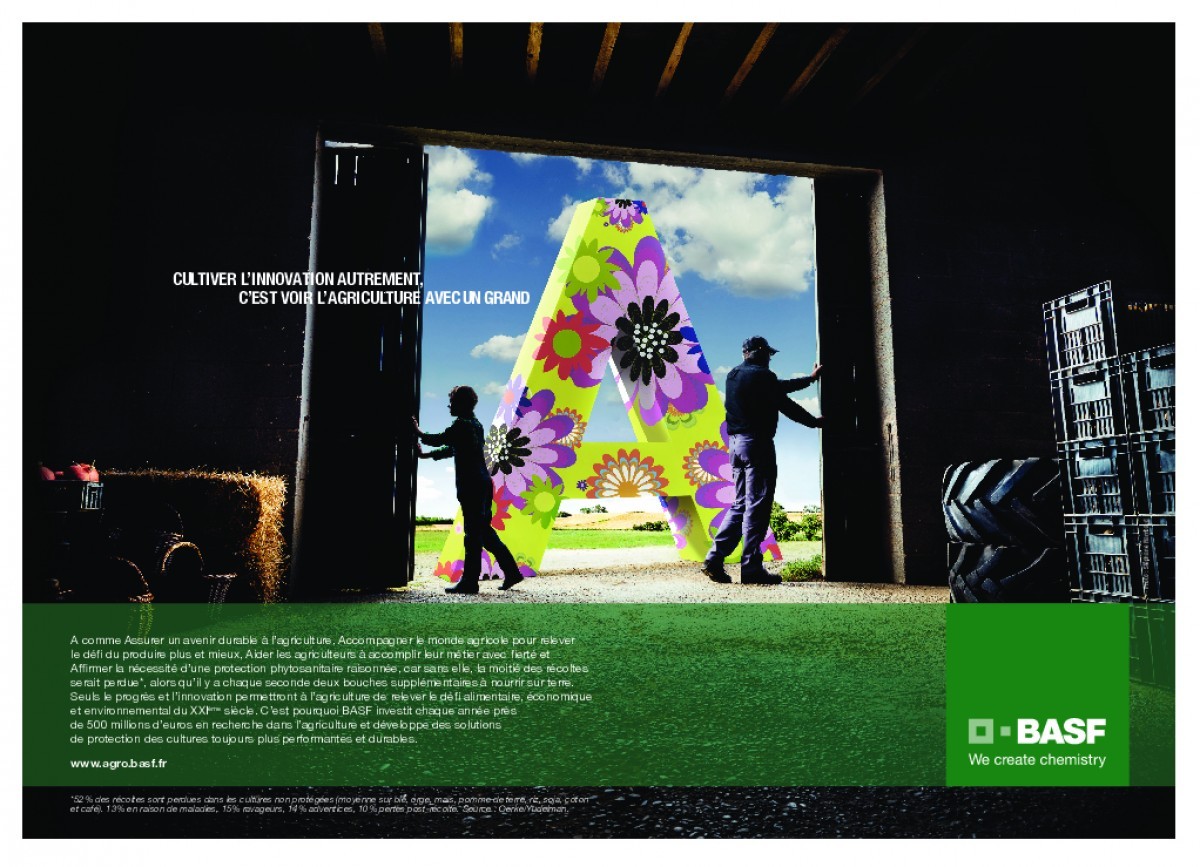 CULTIVER L'INNOVATION AUTREMENT,
C'EST VOIR L'AGRICULTURE AVEC UN GRAND
A
A comme Assurer un avenir durable à l'agriculture, Accompagner le monde agricole pour relever
le défi du produire plus et mieux, Aider les agriculteurs à accomplir leur métier avec fierté et
Affirmer la nécessité d'une protection phytosanitaire raisonnée, car sans elle, la moitié des récoltes
serait perdue*, alors qu'il y a chaque seconde deux bouches supplémentaires à nourrir sur terre.
Seuls le progrès et l'innovation permettront à l'agriculture de relever le défi alimentaire, économique
et environnemental du XXIème siècle. C'est pourquoi BASF investit chaque année près
de 500 millions d'euros en recherche dans l'agriculture et développe des solutions
de protection des cultures toujours plus performantes et durables.
www.agro.basf.fr
BASF
We create chemistry
*52 % des récoltes sont perdues dans les cultures non protégées (moyenne sur blé, orge, maïs, pomme de terre, riz, soja, coton
et café). 13% en raison de maladies, 15% ravageurs, 14% adventices, 10% pertes post-récolte. Source : Oerke/Yudelman.